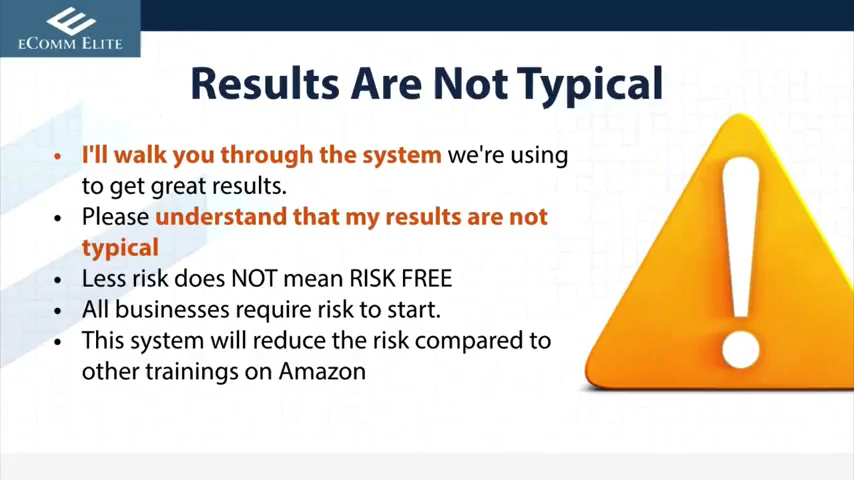 eComm Elite
Results Are Not Typical
• I'll walk you through the system we're using
to get great results.
• Please understand that my results are not
typical
• Less risk does NOT mean RISK FREE
• All businesses require risk to start.
• This system will reduce the risk compared to
other trainings on Amazon